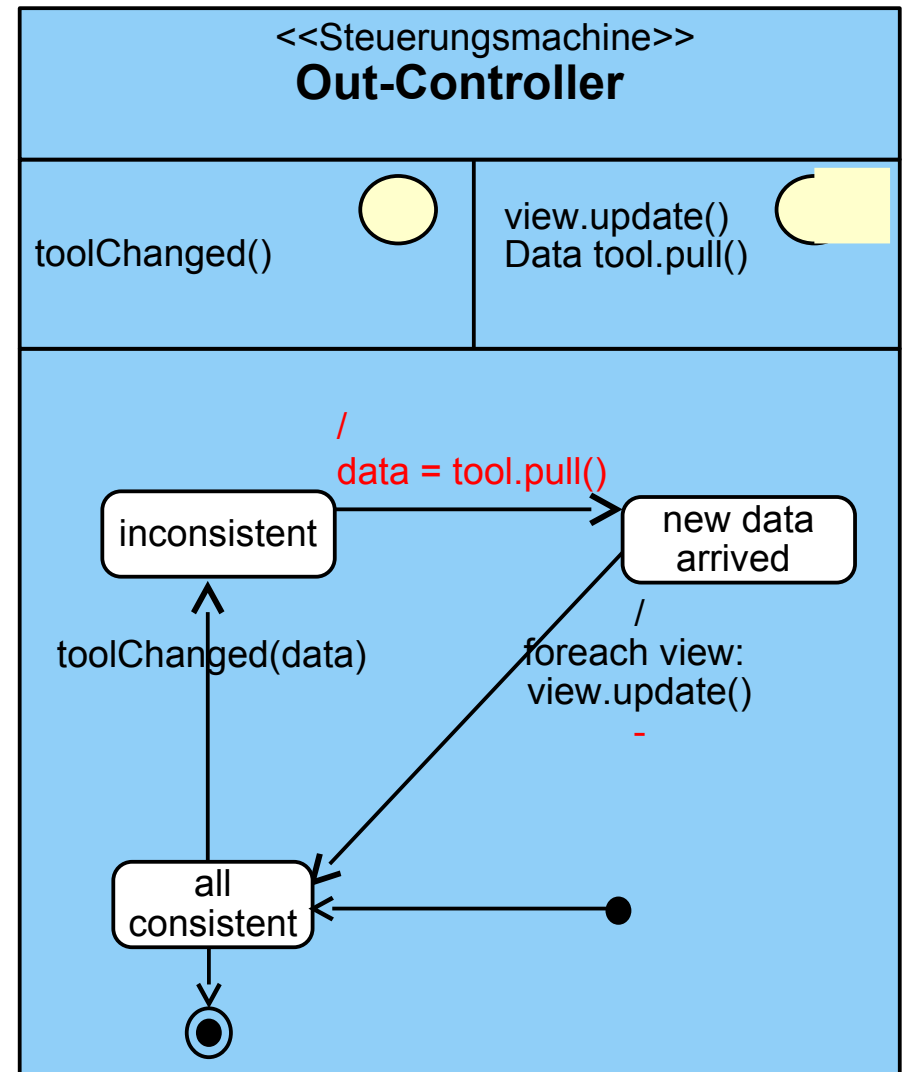 <<Steuerungsmachine>>
Out-Controller
toolChanged()
view.update()
Data tool.pull()
/
data = tool.pull()
inconsistent
new data
arrived
toolChanged(data)
/
foreach view:
view.update()
-
all
consistent